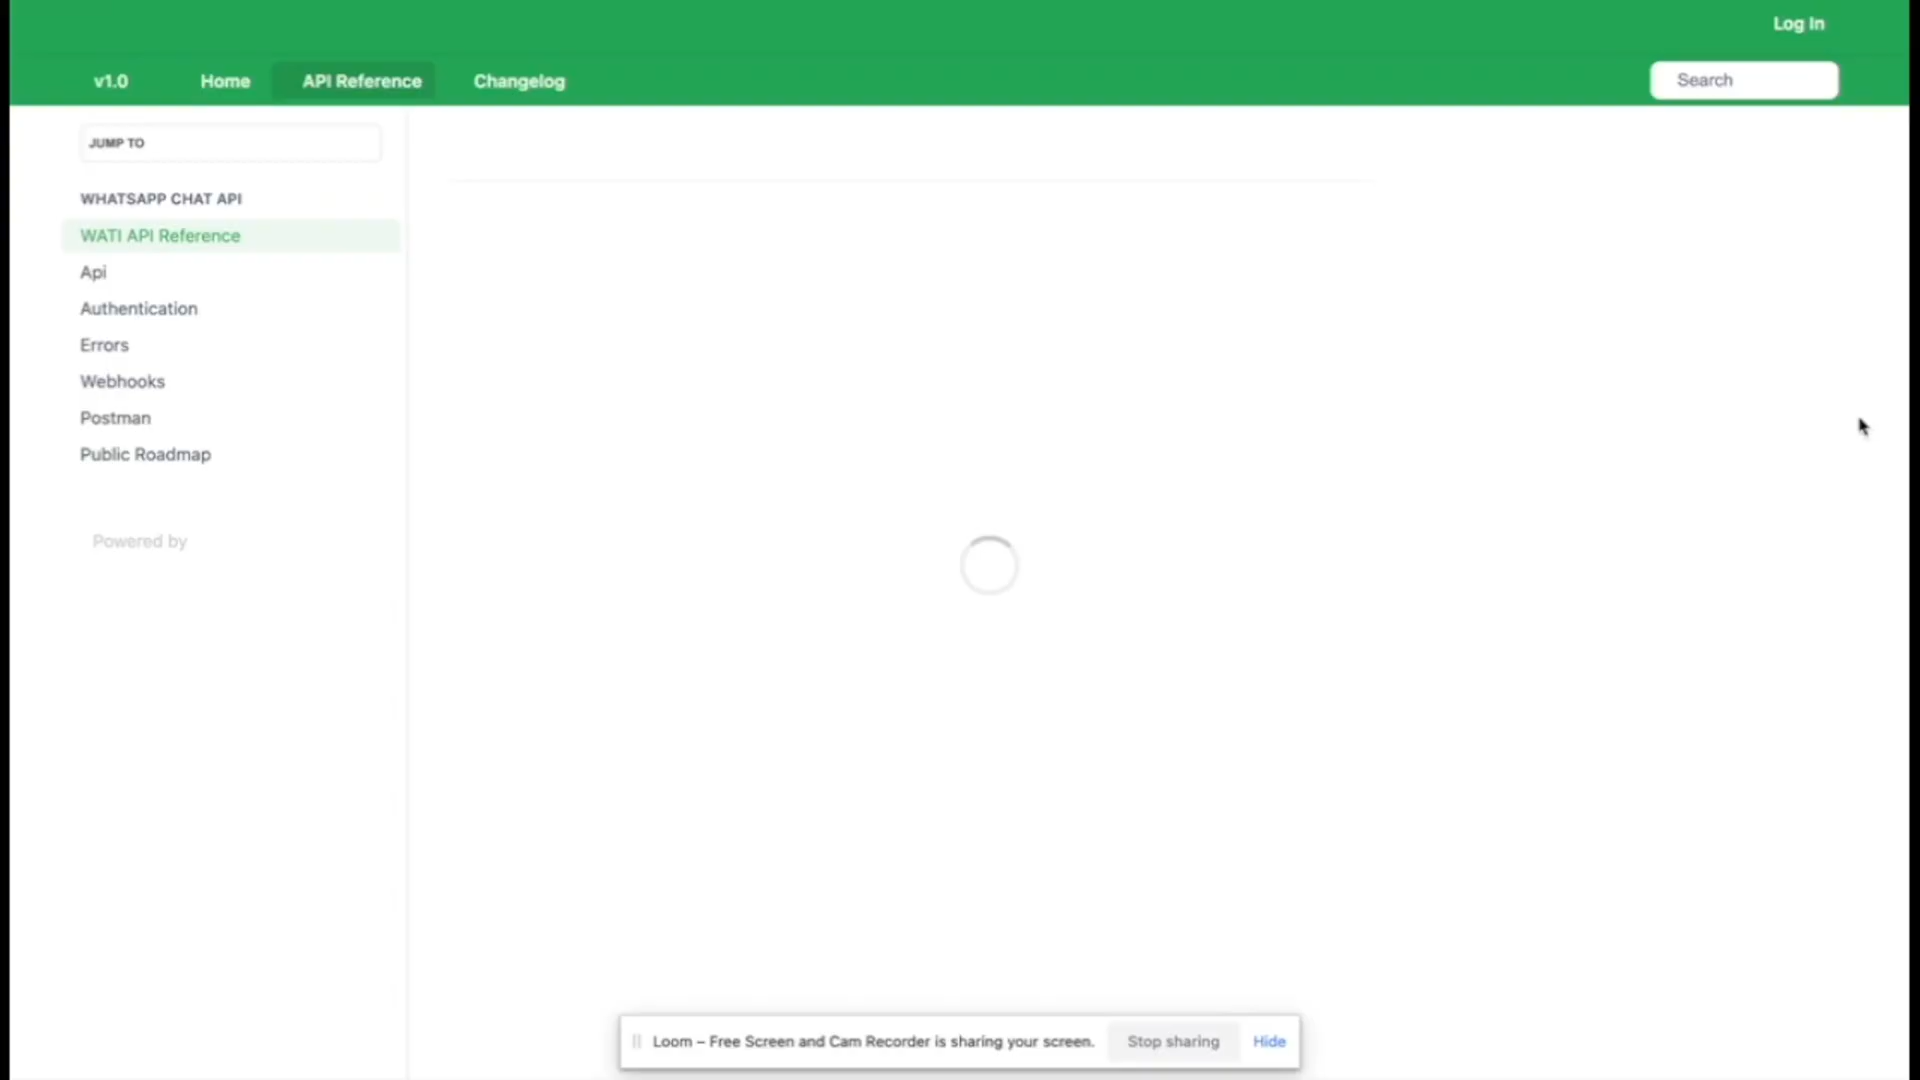 Log In
v1.0
Home
API Reference
Changelog
Search
JUMP TO
WHATSAPP CHAT API
WATI API Reference
Api
Authentication
Errors
Webhooks
Postman
Public Roadmap
Powered by
Loom – Free Screen and Cam Recorder is sharing your screen.
Stop sharing
Hide